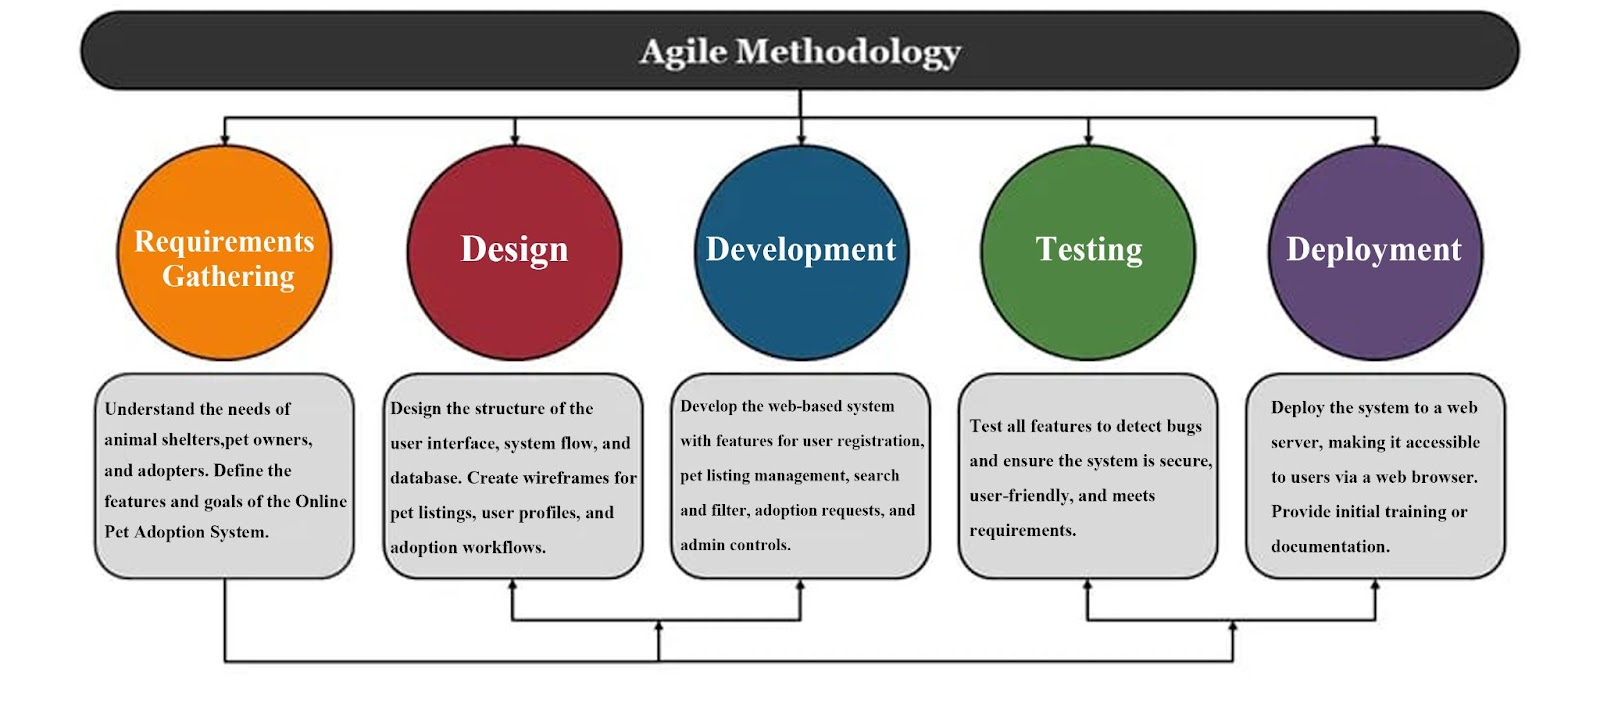 Agile Methodology
Requirements
Gathering
Design
Development
Testing
Deployment
Understand the needs of
animal shelters,pet owners,
and adopters. Define the
features and goals of the Online
Pet Adoption System.
Design the structure of the
user interface, system flow, and
database. Create wireframes for
pet listings, user profiles, and
adoption workflows.
Develop the web-based system
with features for user registration,
pet listing management, search
and filter, adoption requests, and
admin controls.
Test all features to detect bugs
and ensure the system is secure,
user-friendly, and meets
requirements.
Deploy the system to a web
server, making it accessible
to users via a web browser.
Provide initial training or
documentation.